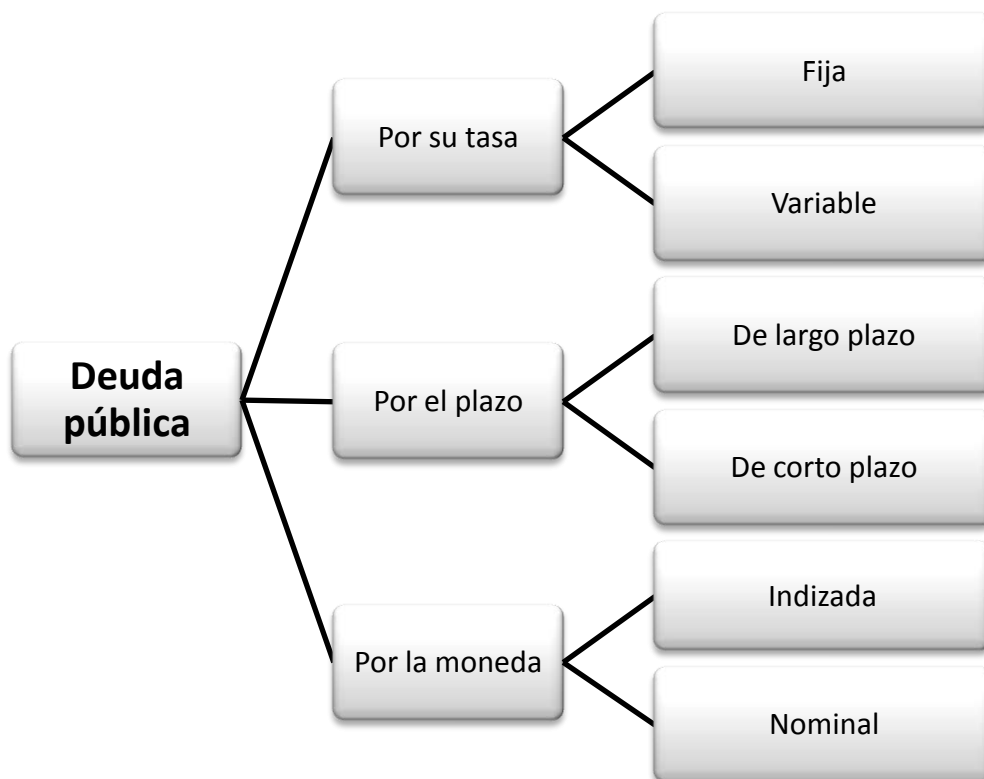 Deuda
pública
Por su tasa
Fija
Variable
Por el plazo
De largo plazo
De corto plazo
Por la moneda
Indizada
Nominal